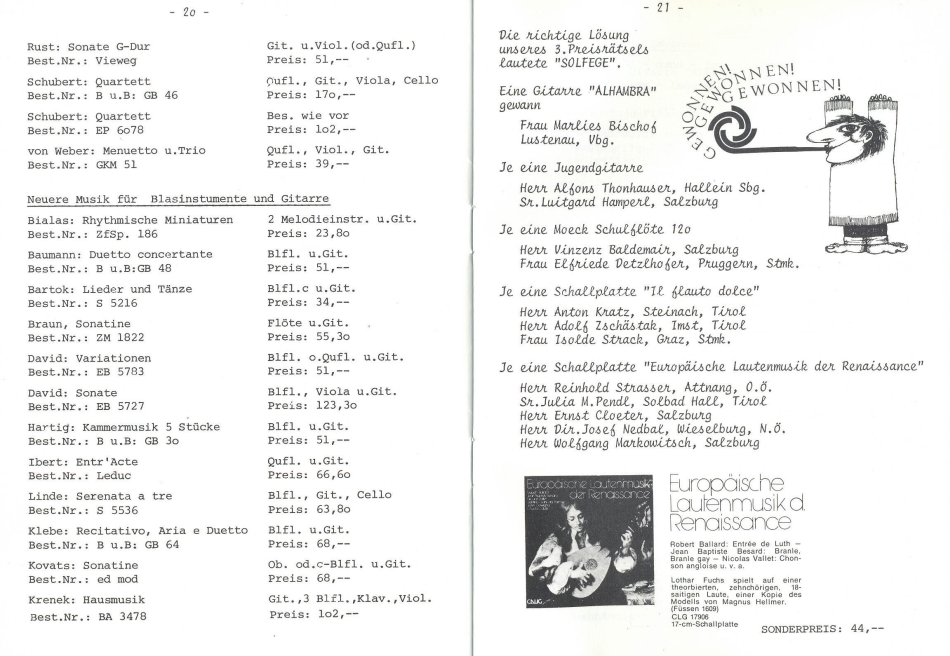 - 2o -
Rust: Sonate G-Dur Git. u.Viol.(od.Qufl.)
Best.Nr.: Vieweg Preis: 51,--
Schubert: Quartett Qufl., Git., Viola, Cello
Best.Nr.: B u.B: GB 46 Preis: 17o,--
Schubert: Quartett Bes. wie vor
Best.Nr.: EP 6o78 Preis: 1o2,--
von Weber: Menuetto u.Trio Qufl., Viola, Git.
Best.Nr.: GKM 51 Preis: 39,--
Neuere Musik für Blasinstumente und Gitarre
Bialas: Rhythmische Miniaturen 2 Melodieinstr. u.Git.
Best.Nr.: ZfSp. 186 Preis: 23,8o
Baumann: Duetto concertante Blfl. u.Git.
Best.Nr.: B u.B:GB 48 Preis: 51,--
Bartok: Lieder und Tänze Blfl.c u.Git.
Best.Nr.: S 5216 Preis: 34,--
Braun, Sonatine Flöte u.Git.
Best.Nr.: ZM 1822 Preis: 55,3o
David: Variationen Blfl. o.Qufl. u.Git.
Best.Nr.: EB 5783 Preis: 51,--
David: Sonate Blfl., Viola u.Git.
Best.Nr.: EB 5727 Preis: 123,3o
Hartig: Kammermusik 5 Stücke Blfl. u.Git.
Best.Nr.: B u.B: GB 3o Preis: 51,--
Ibert: Entr'Acte Qufl. u.Git.
Best.Nr.: Leduc Preis: 66,6o
Linde: Serenata a tre Blfl., Git., Cello
Best.Nr.: S 5536 Preis: 63,8o
Klebe: Recitativo, Aria e Duetto Blfl. u.Git.
Best.Nr.: B u.B: GB 64 Preis: 68,--
Kovats: Sonatine Ob. od.c-Blfl. u.Git.
Best.Nr.: ed mod Preis: 68,--
Krenek: Hausmusik Git.,3 Blfl.,Klav.,Viol.
Best.Nr.: BA 3478 Preis: 1o2,--
- 21 -
Die richtige Lösung
unseres 3.Preisrätsels
lautete "SOLFEGE".
GEWONNEN!
GEWONNEN!
GEWONNEN!
Eine Gitarre "ALHAMBRA"
gewann
Frau Marlies Bischof
Lustenau, Vbg.
Je eine Jugendgitarre
Herr Alfons Thonhauser, Hallein Sbg.
Sr.Luitgard Hamperl, Salzburg
Je eine Moeck Schulflöte 12o
Herr Vinzenz Baldemair, Salzburg
Frau Elfriede Detzlhofer, Pruggern, Stmk.
Je eine Schallplatte "Il flauto dolce"
Herr Anton Kratz, Steinach, Tirol
Herr Adolf Zschästak, Imst, Tirol
Frau Isolde Strack, Graz, Stmk.
Je eine Schallplatte "Europäische Lautenmusik der Renaissance"
Herr Reinhold Strasser, Attnang, O.Ö.
Sr.Julia M.Pendl, Solbad Hall, Tirol
Herr Ernst Cloeter, Salzburg
Herr Dir.Josef Nedbal, Wieselburg, N.Ö.
Herr Wolfgang Markowitsch, Salzburg
Europäische Lautenmusik
der Renaissance
Europäische
Lautenmusik d.
Renaissance
Robert Ballard: Entrée de Luth –
Jean Baptiste Besard: Branle,
Branle gay – Nicolas Vallet: Chon-
son angloise u. v. a.
Lothar Fuchs spielt auf einer
theorbierten, zehnchörigen, 18-
saitigen Laute, einer Kopie des
Modells von Magnus Hellmer.
(Füssen 1609)
CLG 17906
17-cm-Schallplatte
SONDERPREIS: 44,--